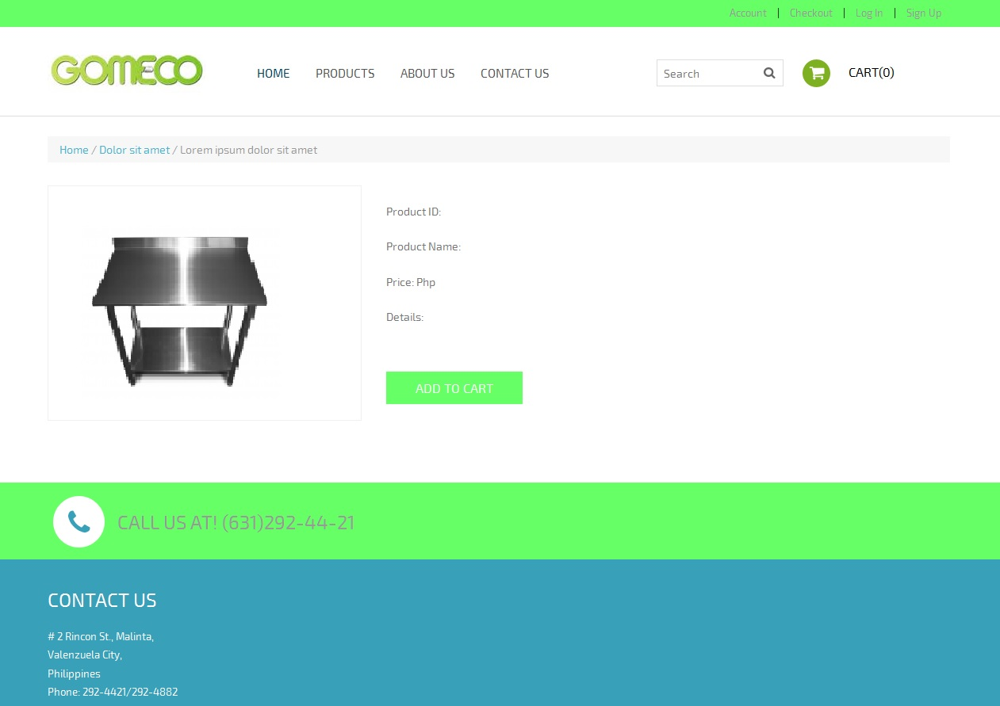 Account | Checkout | Log In | Sign Up
GOMECO
HOME PRODUCTS ABOUT US CONTACT US Search CART(0)
Home / Dolor sit amet / Lorem ipsum dolor sit amet
Product ID:
Product Name:
Price: Php
Details:
ADD TO CART
CALL US AT! (631)292-44-21
CONTACT US
# 2 Rincon St., Malinta,
Valenzuela City,
Philippines
Phone: 292-4421/292-4882